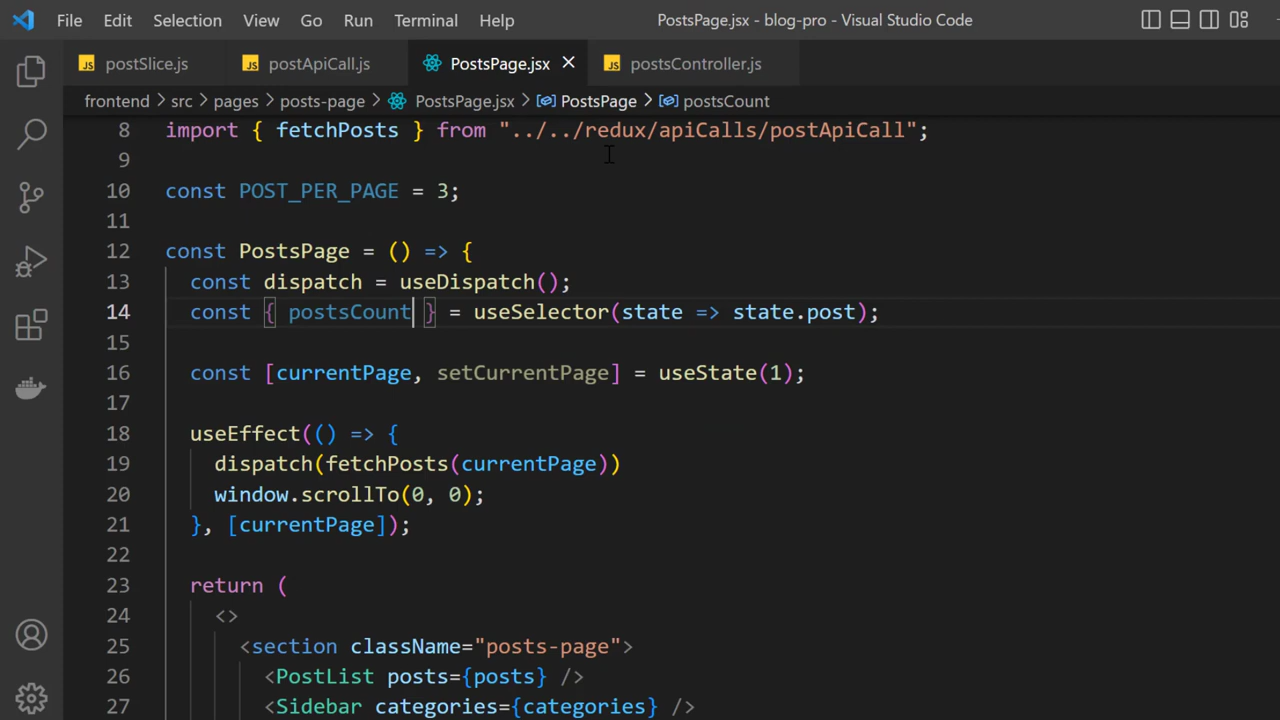 File Edit Selection View Go Run Terminal Help PostsPage.jsx - blog-pro - Visual Studio Code
JS postSlice.js JS postApiCall.js PostsPage.jsx JS postsController.js
frontend > src > pages > posts-page > PostsPage.jsx > PostsPage > postsCount
8 import { fetchPosts } from "../../redux/apiCalls/postApiCall";
9
10 const POST_PER_PAGE = 3;
11
12 const PostsPage = () => {
13 const dispatch = useDispatch();
14 const { postsCount } = useSelector(state => state.post);
15
16 const [currentPage, setCurrentPage] = useState(1);
17
18 useEffect(() => {
19 dispatch(fetchPosts(currentPage))
20 window.scrollTo(0, 0);
21 }, [currentPage]);
22
23 return (
24 <>
25 <section className="posts-page">
26 <PostList posts={posts} />
27 <Sidebar categories={categories} />